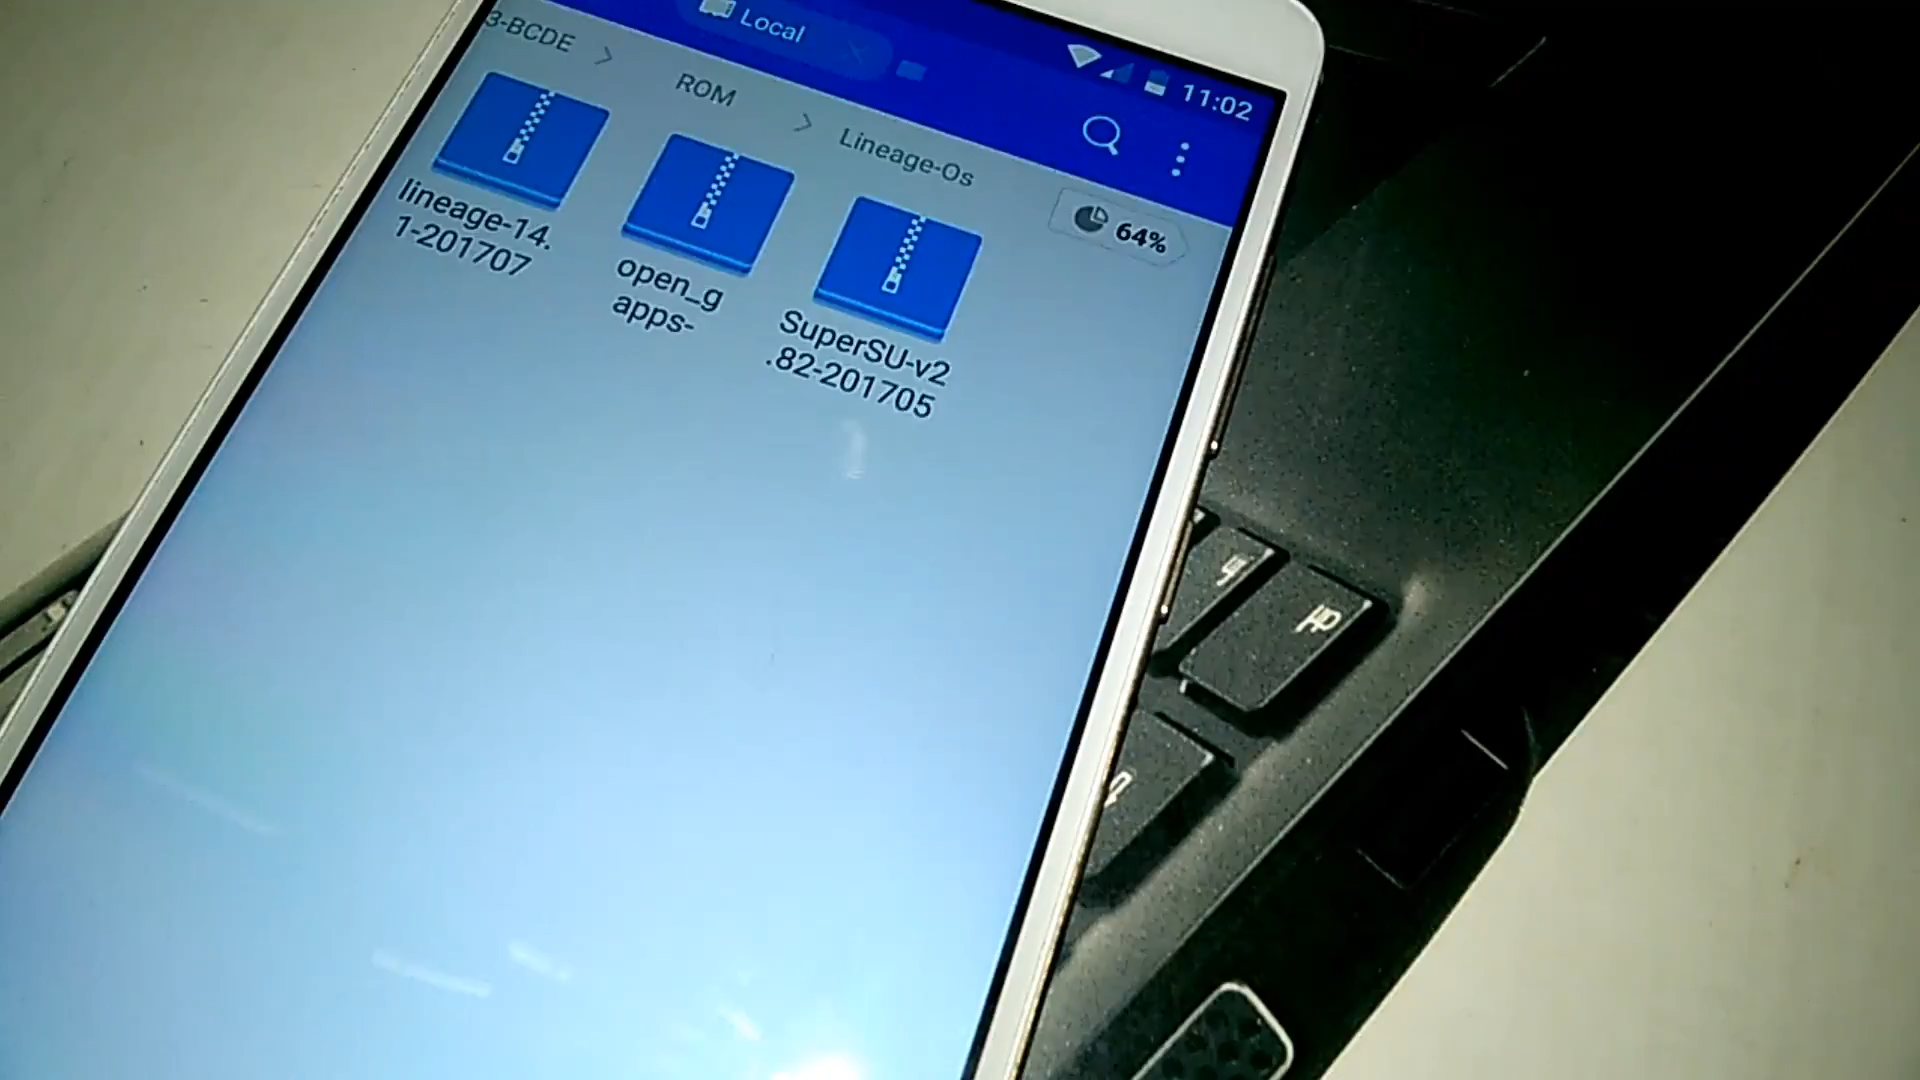 Local
11:02
3-BCDE
ROM
Lineage-Os
64%
lineage-14.
1-201707
open_g
apps-
SuperSU-v2
.82-201705